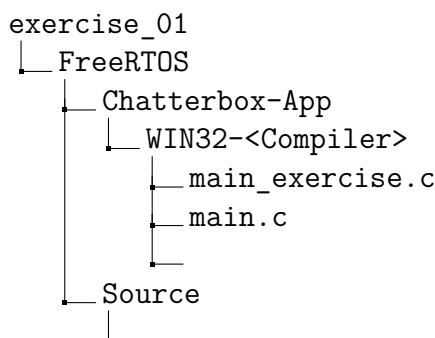 exercise_01
FreeRTOS
Chatterbox-App
WIN32-<Compiler>
main_exercise.c
main.c
Source